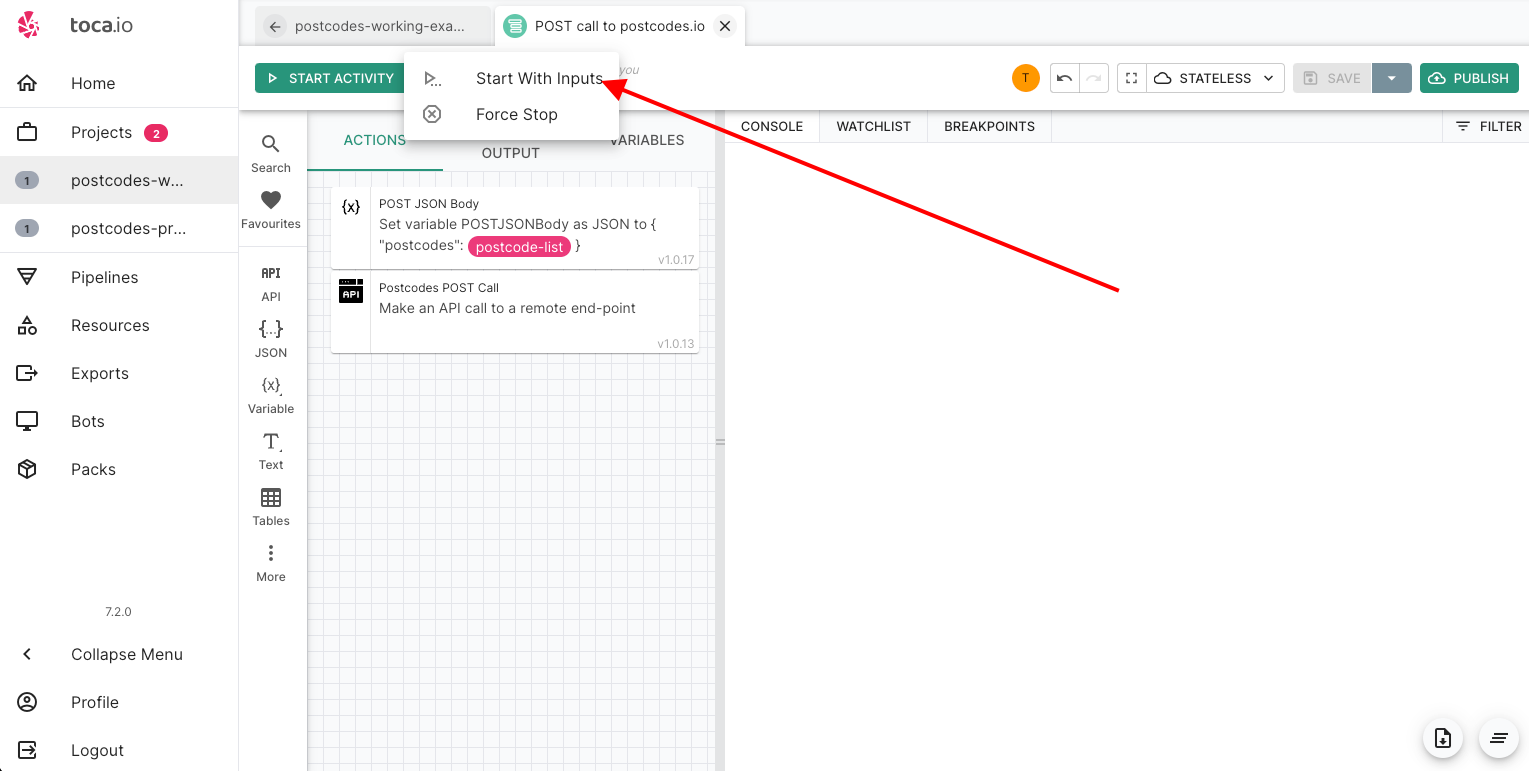 toca.io
Home
Projects 2
1 postcodes-w...
1 postcodes-pr...
Pipelines
Resources
Exports
Bots
Packs
7.2.0
Collapse Menu
Profile
Logout
postcodes-working-exa...
POST call to postcodes.io
START ACTIVITY
Start With Inputs
Force Stop
you
T
STATELESS
SAVE
PUBLISH
Search
Favourites
API
API
{...}
JSON
{x}
Variable
T
Text
Tables
More
ACTIONS
OUTPUT
VARIABLES
{x}
POST JSON Body
Set variable POSTJSONBody as JSON to {
"postcodes": postcode-list }
v1.0.17
API
Postcodes POST Call
Make an API call to a remote end-point
v1.0.13
CONSOLE
WATCHLIST
BREAKPOINTS
FILTER